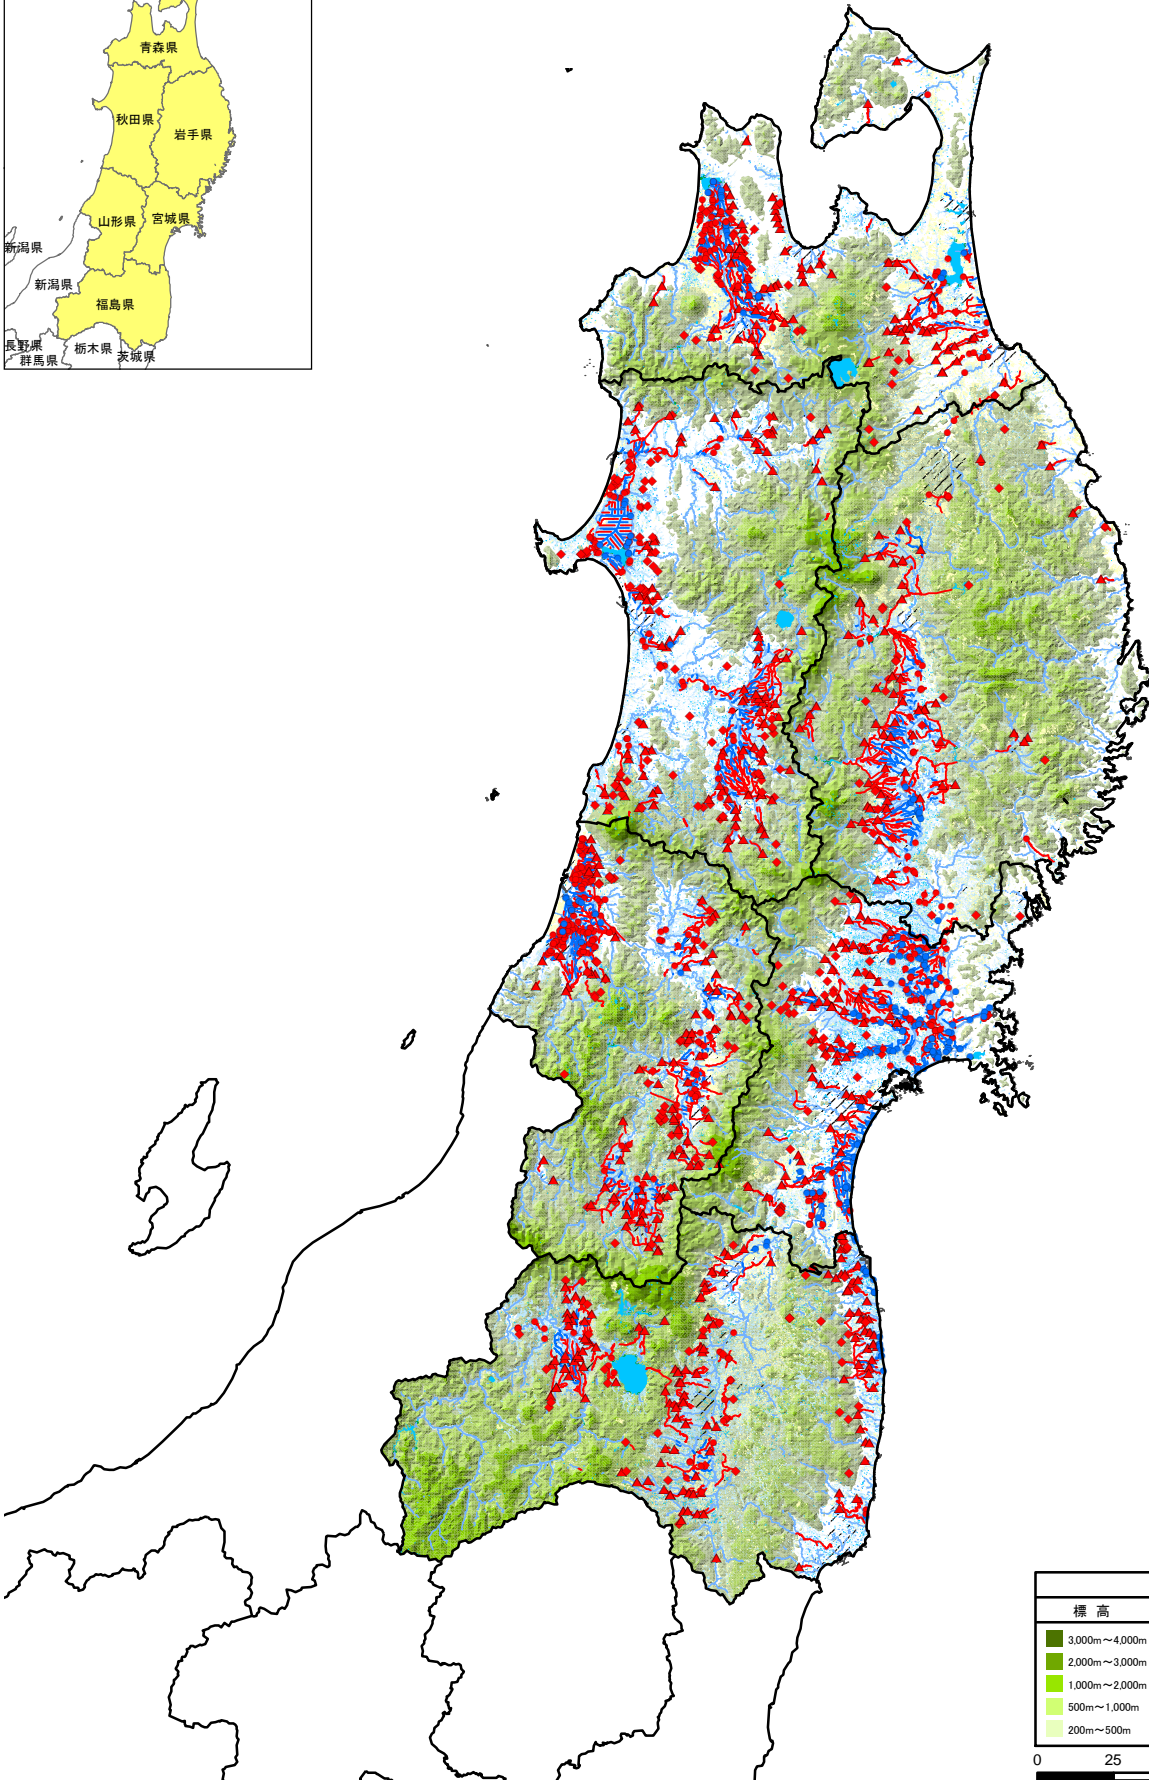 青森県
秋田県
岩手県
山形県
宮城県
新潟県
新潟県
福島県
長野県
群馬県
栃木県
茨城県
標 高
3,000m～4,000m
2,000m～3,000m
1,000m～2,000m
500m～1,000m
200m～500m
0 25